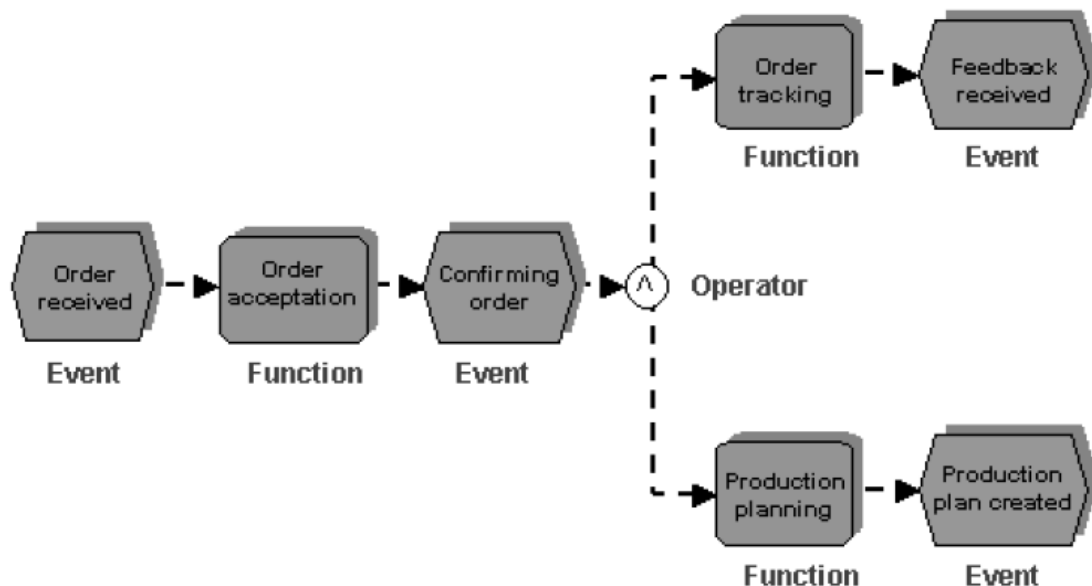 Order
tracking
Function
Feedback
received
Event
Order
received
Event
Order
acceptation
Function
Confirming
order
Event
^
Operator
Production
planning
Function
Production
plan created
Event